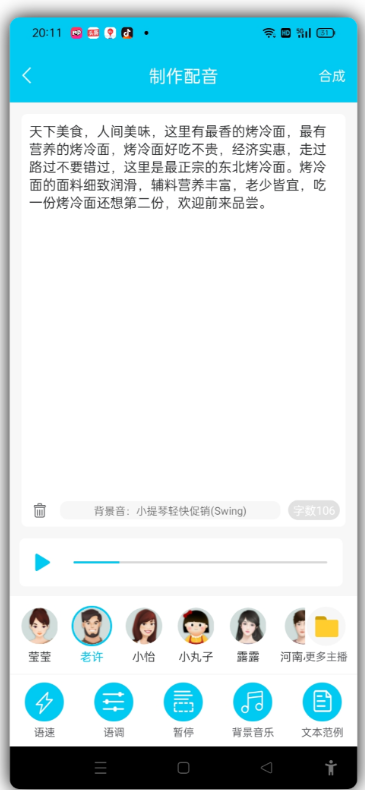 20:11
制作配音
合成
天下美食，人间美味，这里有最香的烤冷面，最有
营养的烤冷面，烤冷面好吃不贵，经济实惠，走过
路过不要错过，这里是最正宗的东北烤冷面。烤冷
面的面料细致润滑，辅料营养丰富，老少皆宜，吃
一份烤冷面还想第二份，欢迎前来品尝。
背景音：小提琴轻快促销(Swing)
字数106
莹莹 老许 小怡 小丸子 露露 河南 更多主播
语速 语调 暂停 背景音乐 文本范例